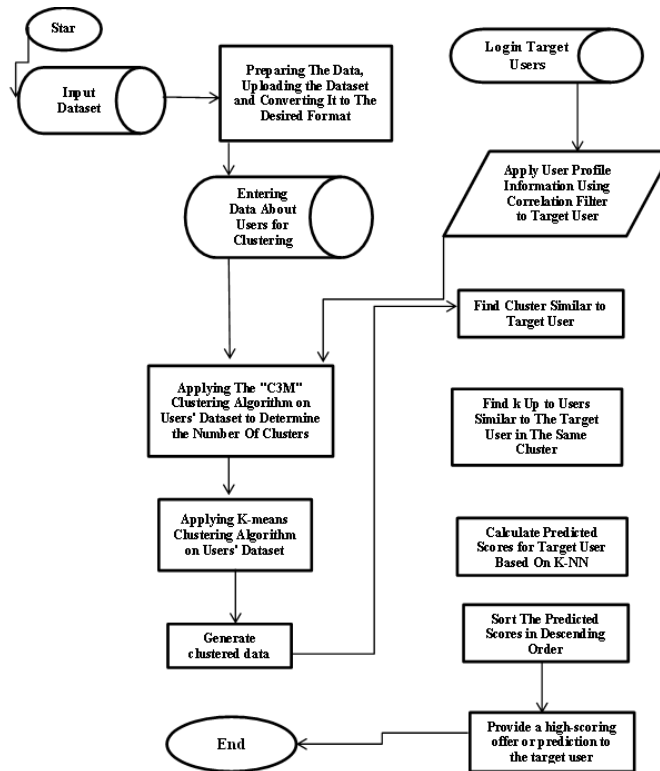 Star
Input
Dataset
Preparing The Data,
Uploading the Dataset
and Converting It to The
Desired Format
Entering
Data About
Users for
Clustering
Applying The "C3M"
Clustering Algorithm on
Users' Dataset to Determine
the Number Of Clusters
Applying K-means
Clustering Algorithm
on Users' Dataset
Generate
clustered data
Login Target
Users
Apply User Profile
Information Using
Correlation Filter
to Target User
Find Cluster Similar to
Target User
Find k Up to Users
Similar to The Target
User in The Same
Cluster
Calculate Predicted
Scores for Target User
Based On K-NN
Sort The Predicted
Scores in Descending
Order
Provide a high-scoring
offer or prediction to
the target user
End